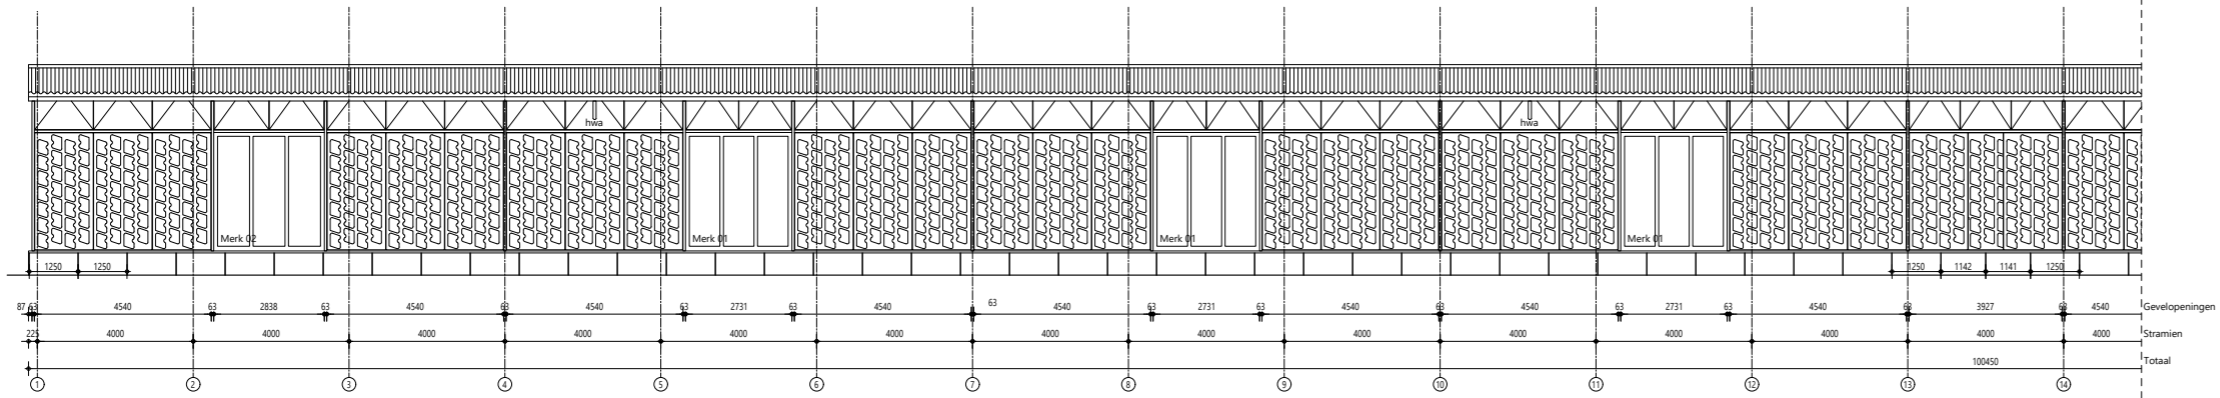 hwa hwa
Merk 02 Merk 01 Merk 01 Merk 01
1250 1250 1250 1142 1141 1250
87 63 4540 63 2838 63 4540 63 4540 63 2731 63 4540 63 4540 63 2731 63 4540 63 4540 63 2731 63 4540 63 3927 63 4540 Gevelopeningen
225 4000 4000 4000 4000 4000 4000 4000 4000 4000 4000 4000 4000 4000 4000 Stramien
100450 Totaal
1 2 3 4 5 6 7 8 9 10 11 12 13 14